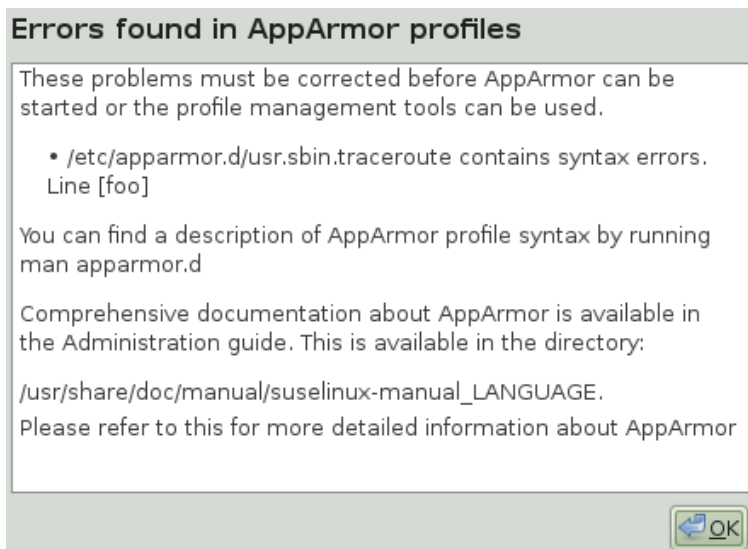 Errors found in AppArmor profiles
These problems must be corrected before AppArmor can be
started or the profile management tools can be used.
• /etc/apparmor.d/usr.sbin.traceroute contains syntax errors.
Line [foo]
You can find a description of AppArmor profile syntax by running
man apparmor.d
Comprehensive documentation about AppArmor is available in
the Administration guide. This is available in the directory:
/usr/share/doc/manual/suselinux-manual_LANGUAGE.
Please refer to this for more detailed information about AppArmor
OK